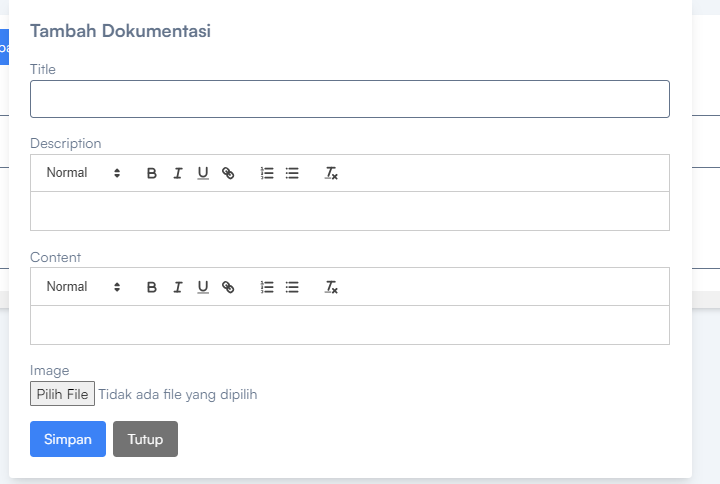 Tambah Dokumentasi
Title
Description
Normal
Content
Normal
Image
Pilih File Tidak ada file yang dipilih
Simpan Tutup